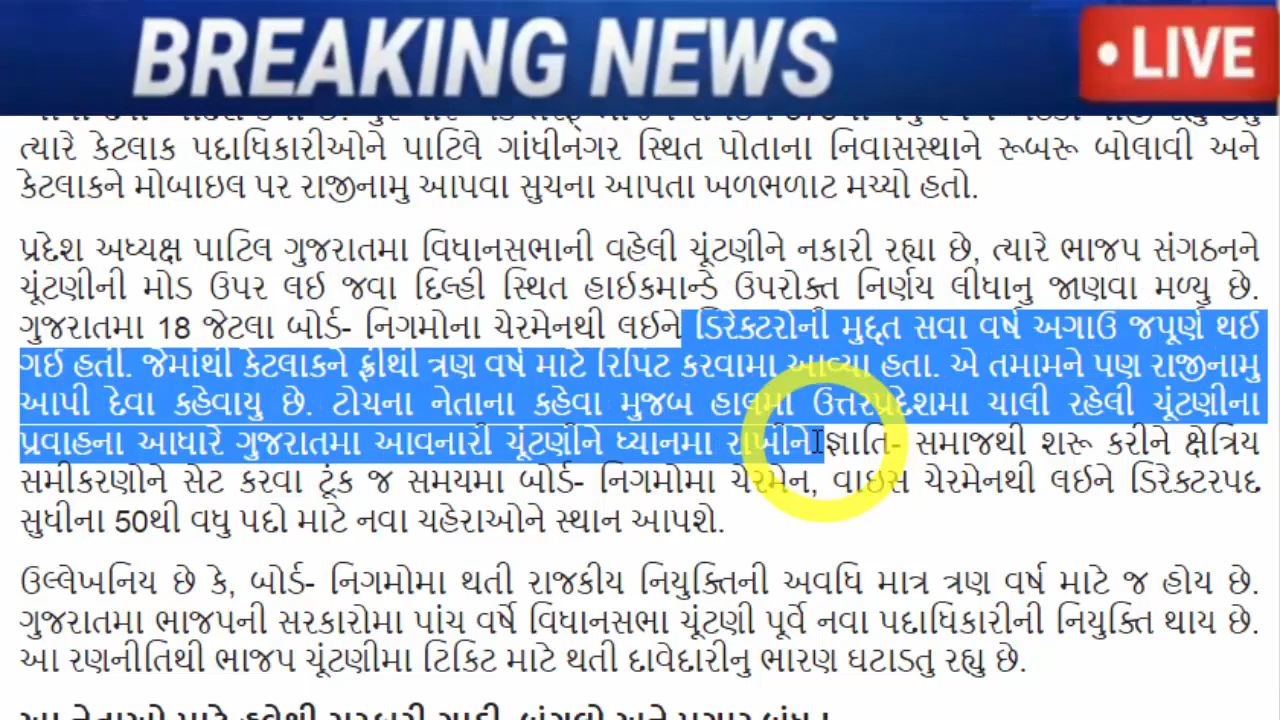 BREAKING NEWS
• LIVE
ત્યારે કેટલાક પદાધિકારીઓને પાટિલે ગાંધીનગર સ્થિત પોતાના નિવાસસ્થાને રૂબરૂ બોલાવી અને
કેટલાકને મોબાઇલ પર રાજીનામુ આપવા સુચના આપતા ખળભળાટ મચ્યો હતો.
પ્રદેશ અધ્યક્ષ પાટિલ ગુજરાતમા વિધાનસભાની વહેલી ચૂંટણીને નકારી રહ્યા છે, ત્યારે ભાજપ સંગઠનને
ચૂંટણીની મોડ ઉપર લઈ જવા દિલ્હી સ્થિત હાઈકમાન્ડે ઉપરોક્ત નિર્ણય લીધાનુ જાણવા મળ્યુ છે.
ગુજરાતમા 18 જેટલા બોર્ડ- નિગમોના ચેરમેનથી લઇને ડિરેક્ટરોની મુદ્દત સવા વર્ષ અગાઉ જપૂર્ણ થઈ
ગઈ હતી. જેમાંથી કેટલાકને ફ્રીથી ત્રણ વર્ષ માટે રિપિટ કરવામા આવ્યા હતા. એ તમામને પણ રાજીનામુ
આપી દેવા કહેવાયુ છે. ટોચના નેતાના કહેવા મુજબ હાલમા ઉત્તરપ્રદેશમા ચાલી રહેલી ચૂંટણીના
પ્રવાહના આધારે ગુજરાતમા આવનારી ચૂંટણીને ધ્યાનમા રાખીને જ્ઞાતિ- સમાજથી શરૂ કરીને ક્ષેત્રિય
સમીકરણોને સેટ કરવા ટૂંક જ સમયમા બોર્ડ- નિગમોમા ચેરમેન, વાઇસ ચેરમેનથી લઈને ડિરેક્ટરપદ
સુધીના 50થી વધુ પદો માટે નવા ચહેરાઓને સ્થાન આપશે.
ઉલ્લેખનિય છે કે, બોર્ડ- નિગમોમા થતી રાજકીય નિયુક્તિની અવધિ માત્ર ત્રણ વર્ષ માટે જ હોય છે.
ગુજરાતમા ભાજપની સરકારોમા પાંચ વર્ષે વિધાનસભા ચૂંટણી પૂર્વે નવા પદાધિકારીની નિયુક્તિ થાય છે.
આ રણનીતિથી ભાજપ ચૂંટણીમા ટિકિટ માટે થતી દાવેદારીનુ ભારણ ઘટાડતુ રહ્યુ છે.